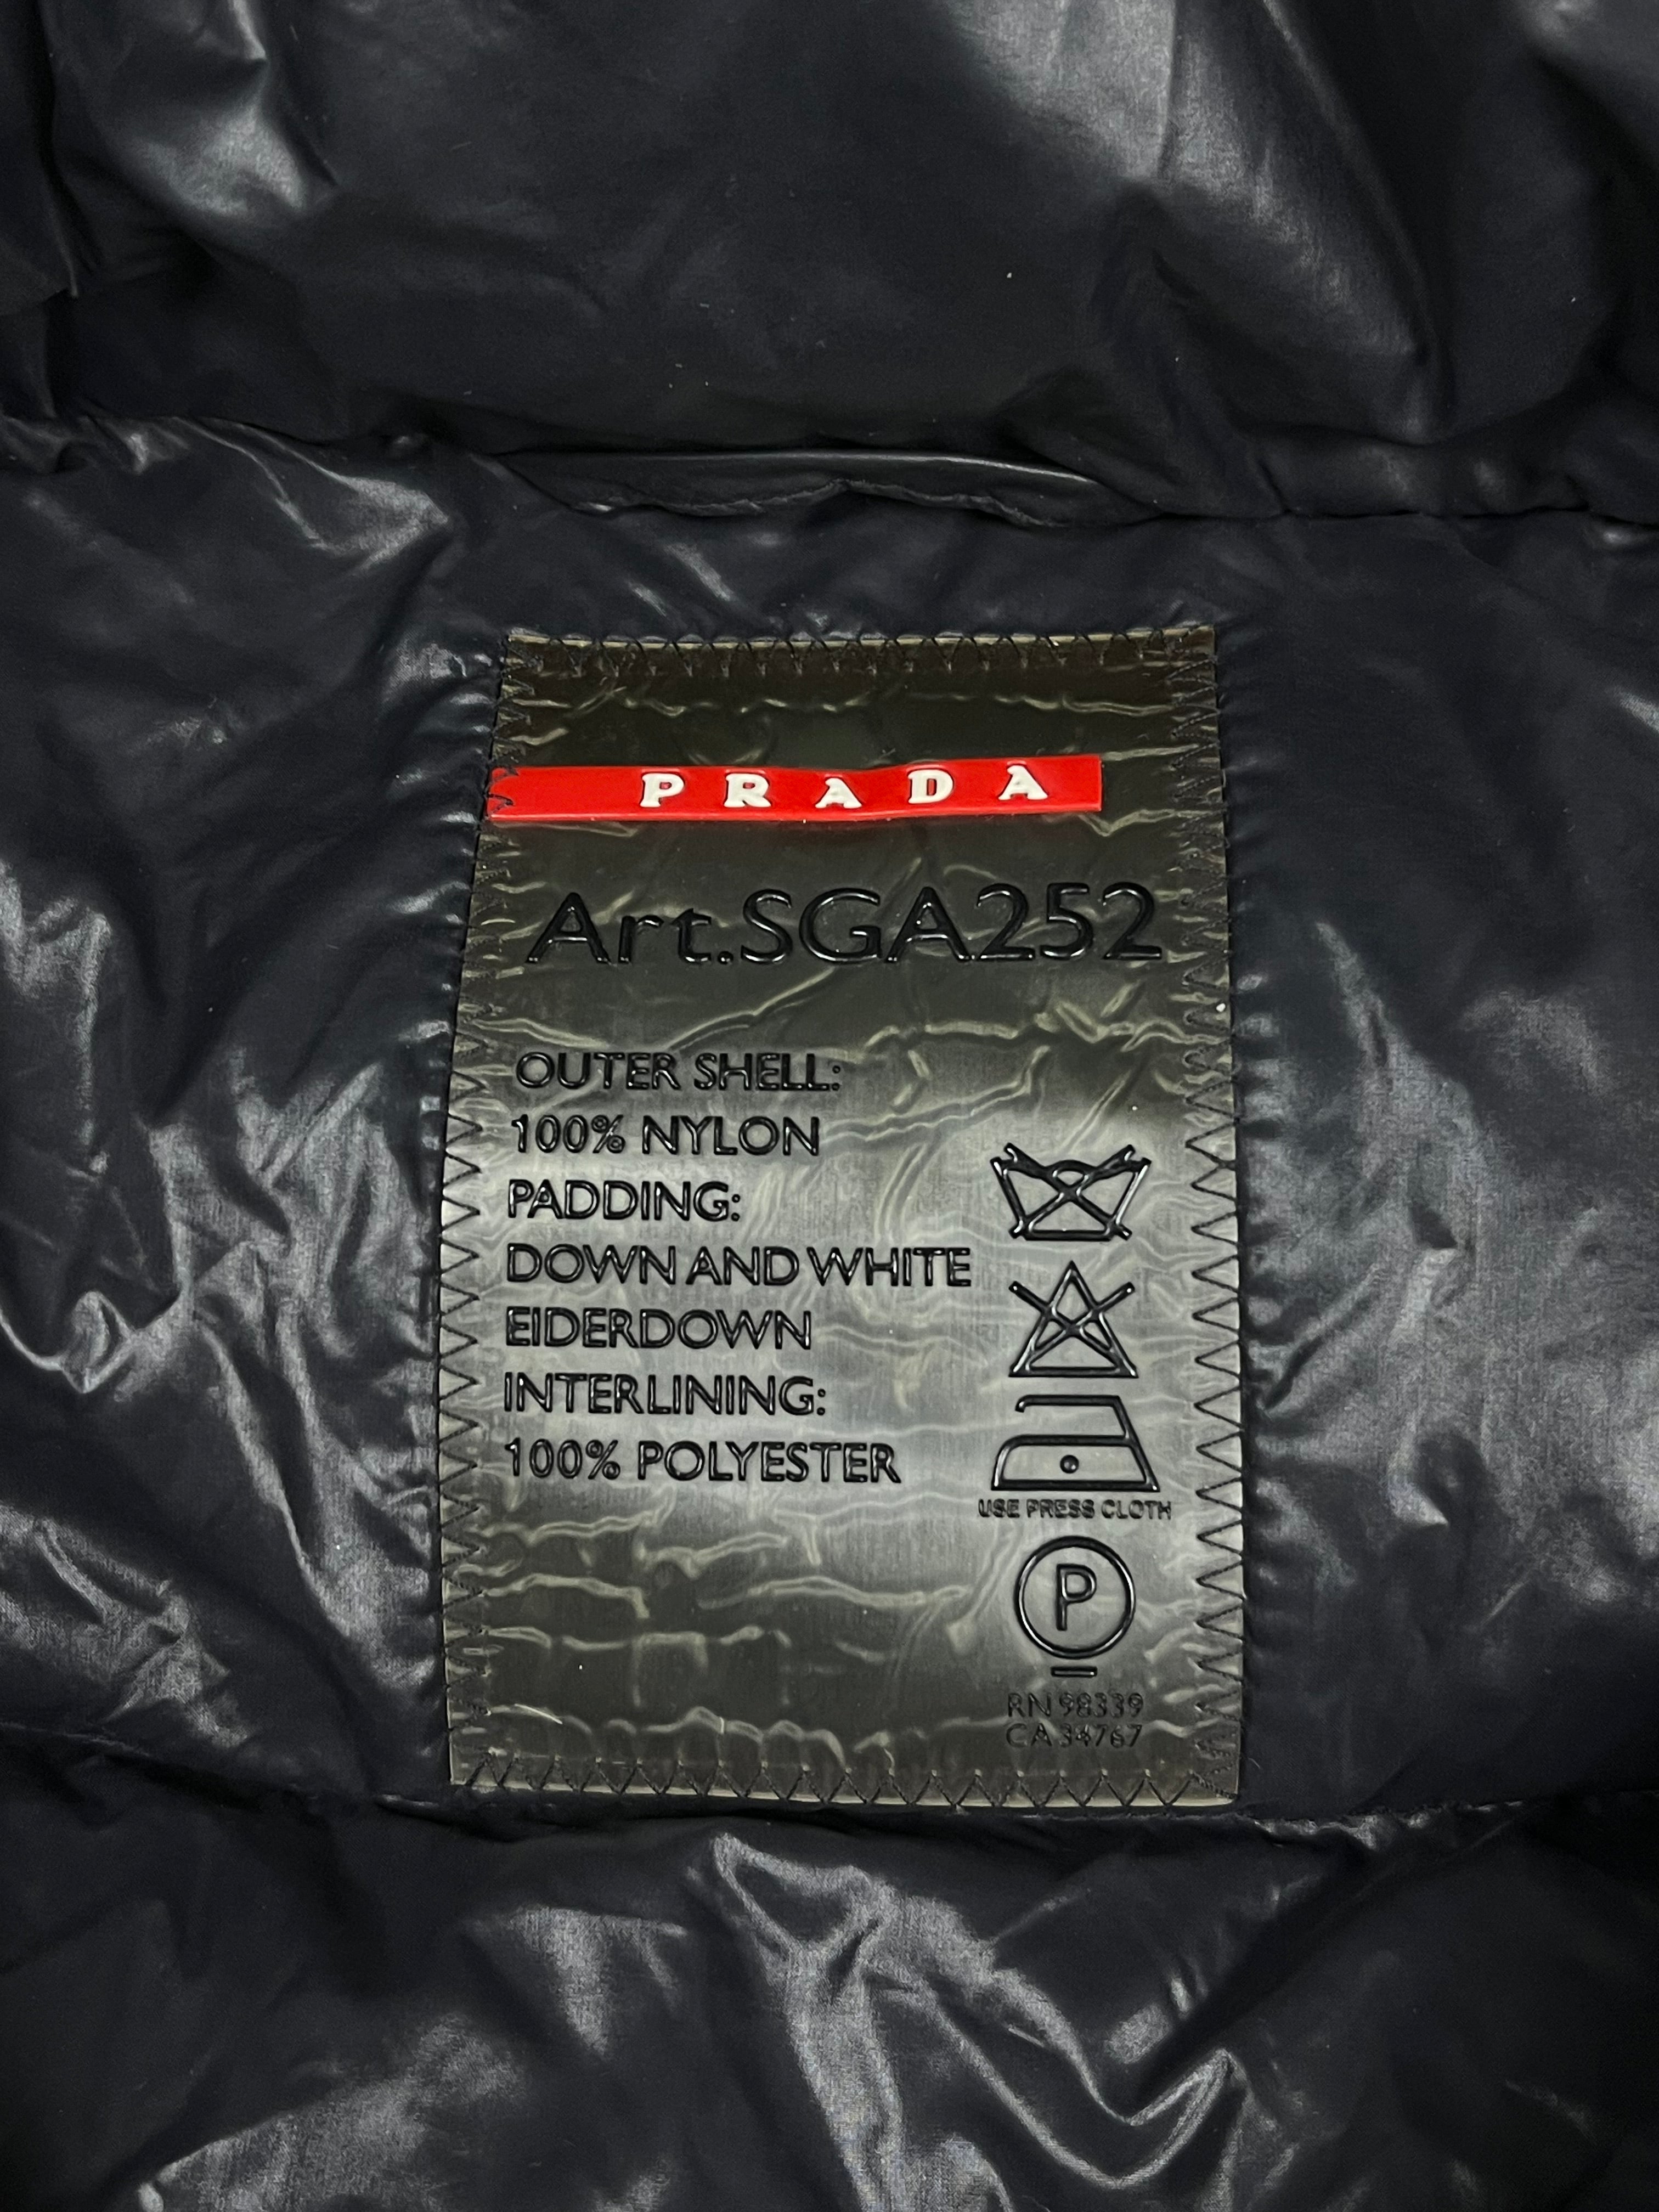 PRADA
Art.SGA252
OUTER SHELL:
100% NYLON
PADDING:
DOWN AND WHITE
EIDERDOWN
INTERLINING:
100% POLYESTER
USE PRESS CLOTH
P
RN 98339
CA 34767